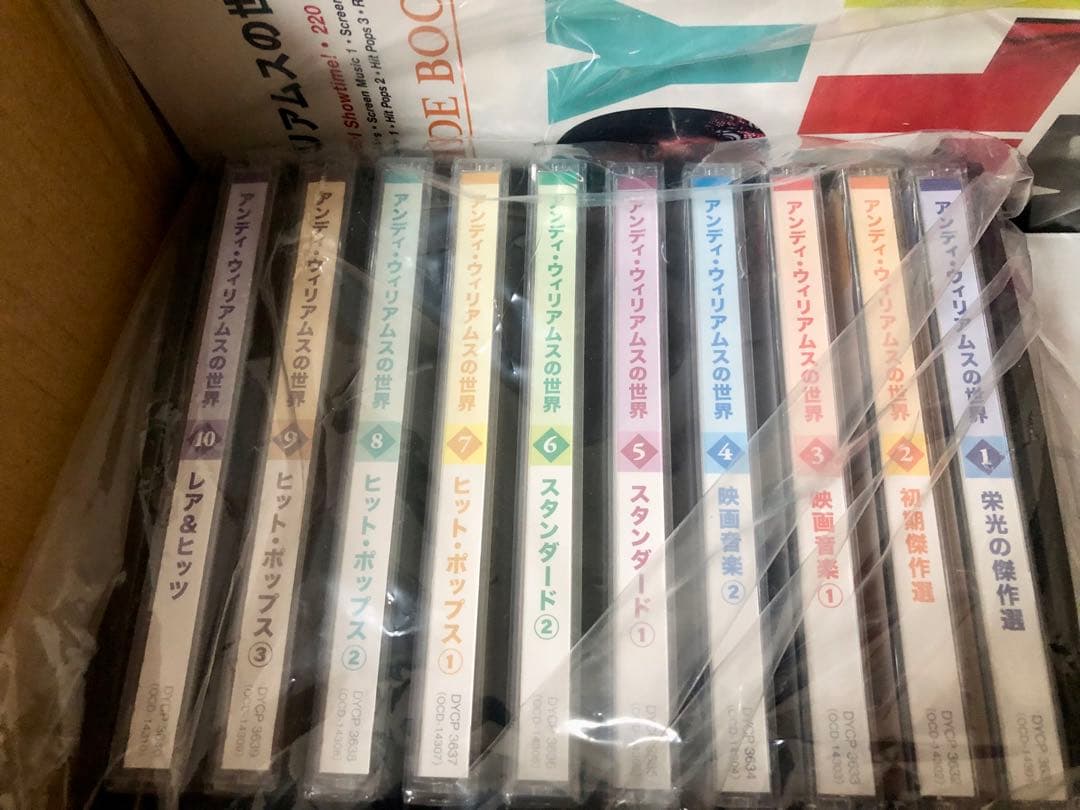 リアムスの世
Showtime! • 220
Screen Music 1 • Screen
Hit Pops 2 • Hit Pops 3 • R
DE BOO
アンディ・ウィリアムスの世界 10 レア&ヒッツ
アンディ・ウィリアムスの世界 9 ヒット・ポップス③
アンディ・ウィリアムスの世界 8 ヒット・ポップス②
DYCP 3638
(OCD-14308)
アンディ・ウィリアムスの世界 7 ヒット・ポップス①
DYCP 3637
(OCD-14307)
アンディ・ウィリアムスの世界 6 スタンダード②
アンディ・ウィリアムスの世界 5 スタンダード①
アンディ・ウィリアムスの世界 4 映画音楽②
DYCP 3634
アンディ・ウィリアムスの世界 3 映画音楽①
DYCP 3633
アンディ・ウィリアムスの世界 2 初期傑作選
アンディ・ウィリアムスの世界 1 栄光の傑作選